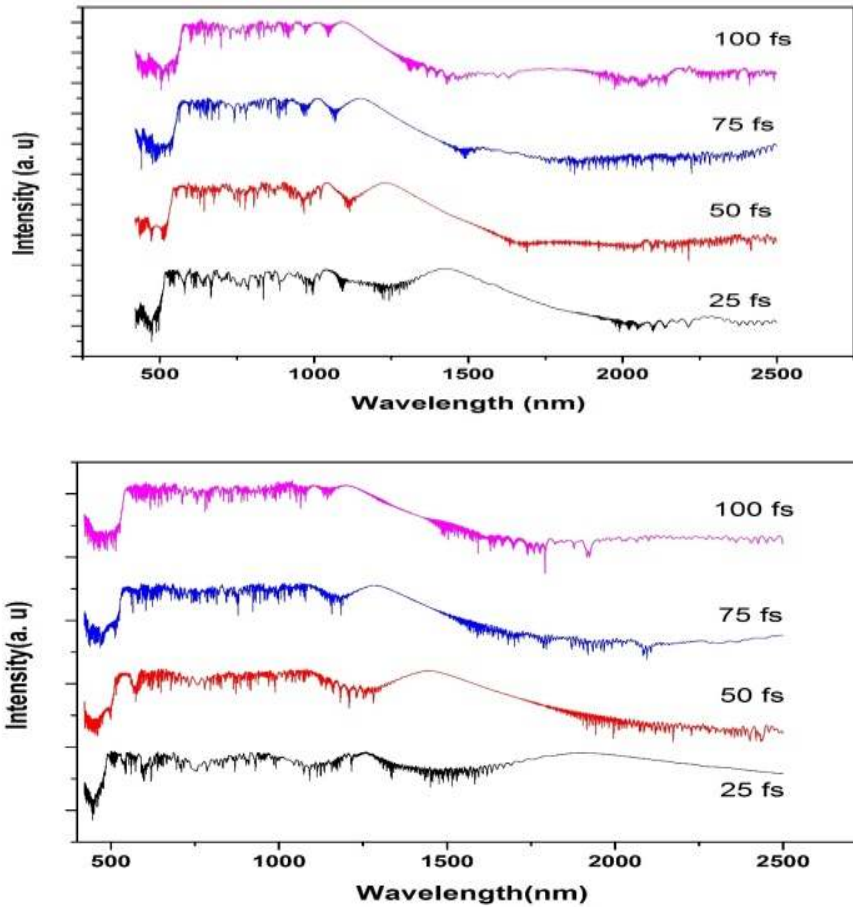 100 fs
75 fs
50 fs
25 fs
Intensity (a. u)
500 1000 1500 2000 2500
Wavelength (nm)
100 fs
75 fs
50 fs
25 fs
Intensity(a. u)
500 1000 1500 2000 2500
Wavelength(nm)